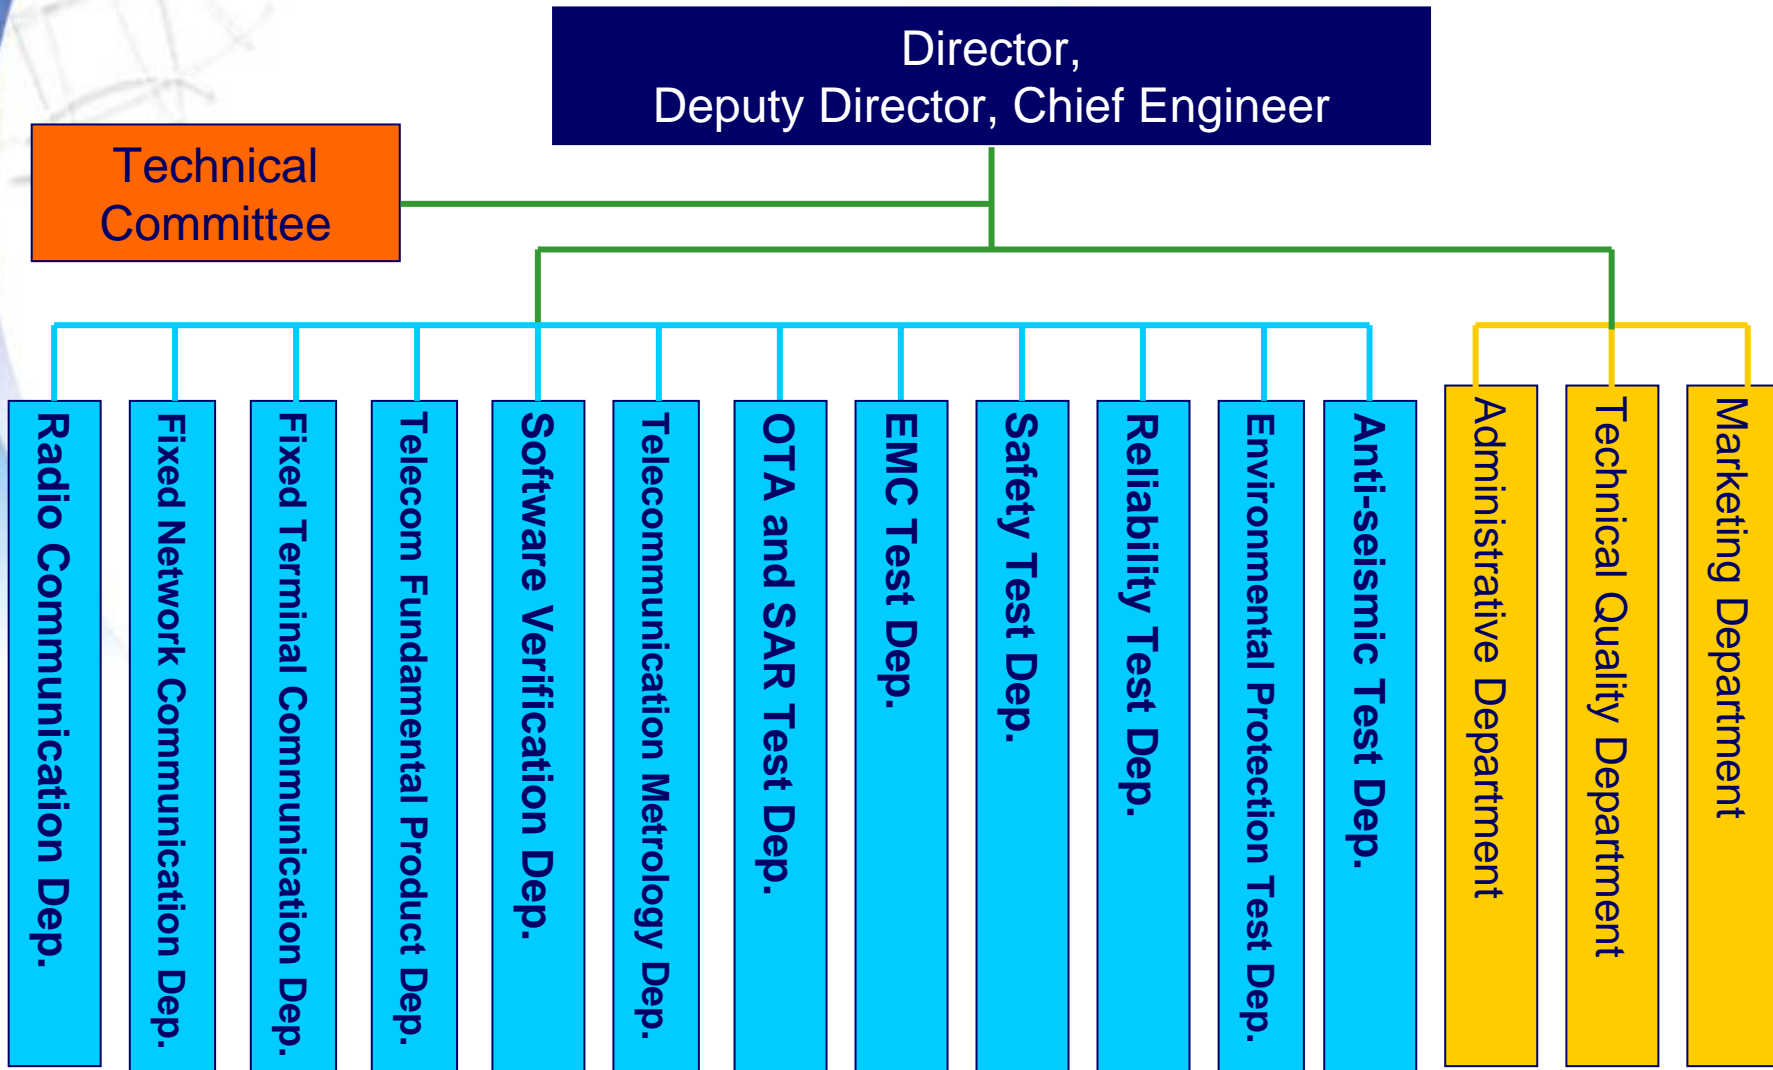 Director,
Deputy Director, Chief Engineer
Technical
Committee
Radio Communication Dep.
Fixed Network Communication Dep.
Fixed Terminal Communication Dep.
Telecom Fundamental Product Dep.
Software Verification Dep.
Telecommunication Metrology Dep.
OTA and SAR Test Dep.
EMC Test Dep.
Safety Test Dep.
Reliability Test Dep.
Environmental Protection Test Dep.
Anti-seismic Test Dep.
Administrative Department
Technical Quality Department
Marketing Department